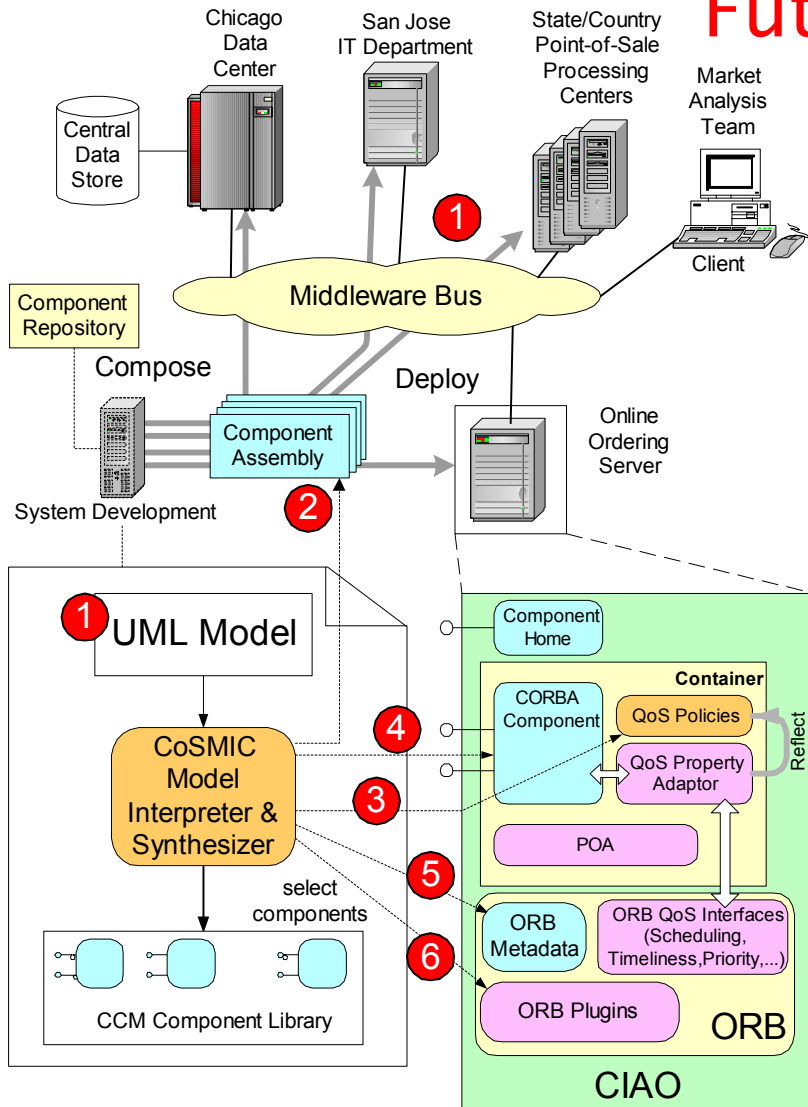 Chicago
Data
Center
San Jose
IT Department
State/Country
Point-of-Sale
Processing
Centers
Market
Analysis
Team
Central
Data
Store
1
Client
Middleware Bus
Component
Repository
Compose
Deploy
Component
Assembly
Online
Ordering
Server
2
System Development
1
UML Model
CoSMIC
Model
Interpreter &
Synthesizer
select
components
CCM Component Library
4
3
5
6
Component
Home
Container
CORBA
Component
QoS Policies
QoS Property
Adaptor
Reflect
POA
ORB
Metadata
ORB QoS Interfaces
(Scheduling,
Timeliness,Priority,...)
ORB Plugins
ORB
CIAO